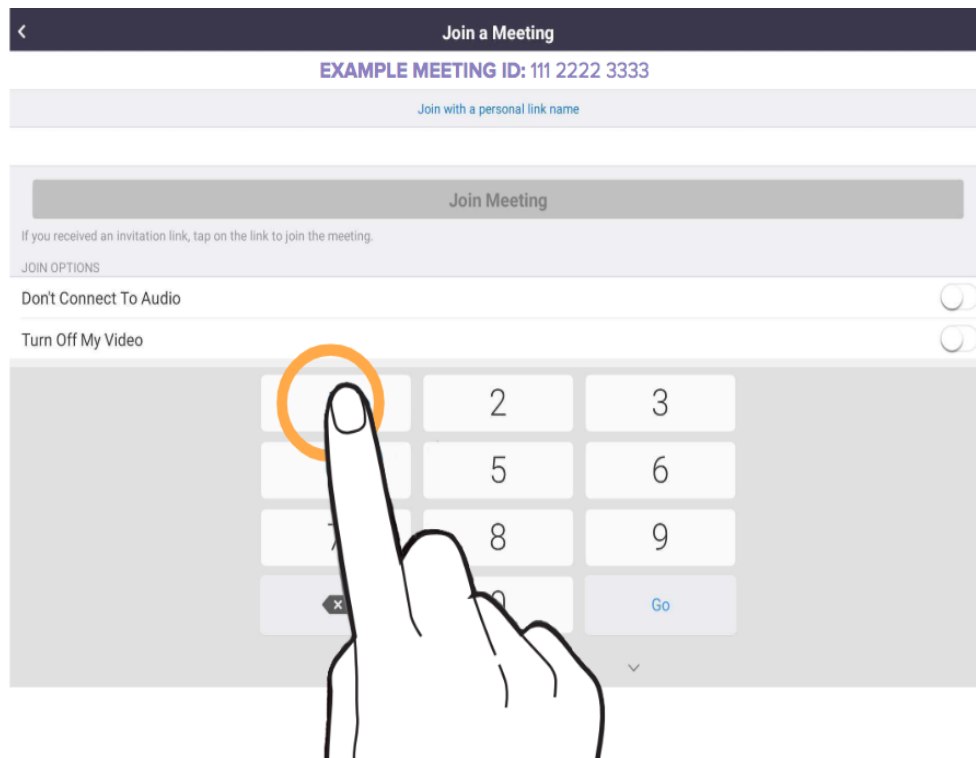 Join a Meeting
EXAMPLE MEETING ID: 111 2222 3333
Join with a personal link name
Join Meeting
If you received an invitation link, tap on the link to join the meeting.
JOIN OPTIONS
Don't Connect To Audio
Turn Off My Video
2 3
5 6
7 8 9
0 Go